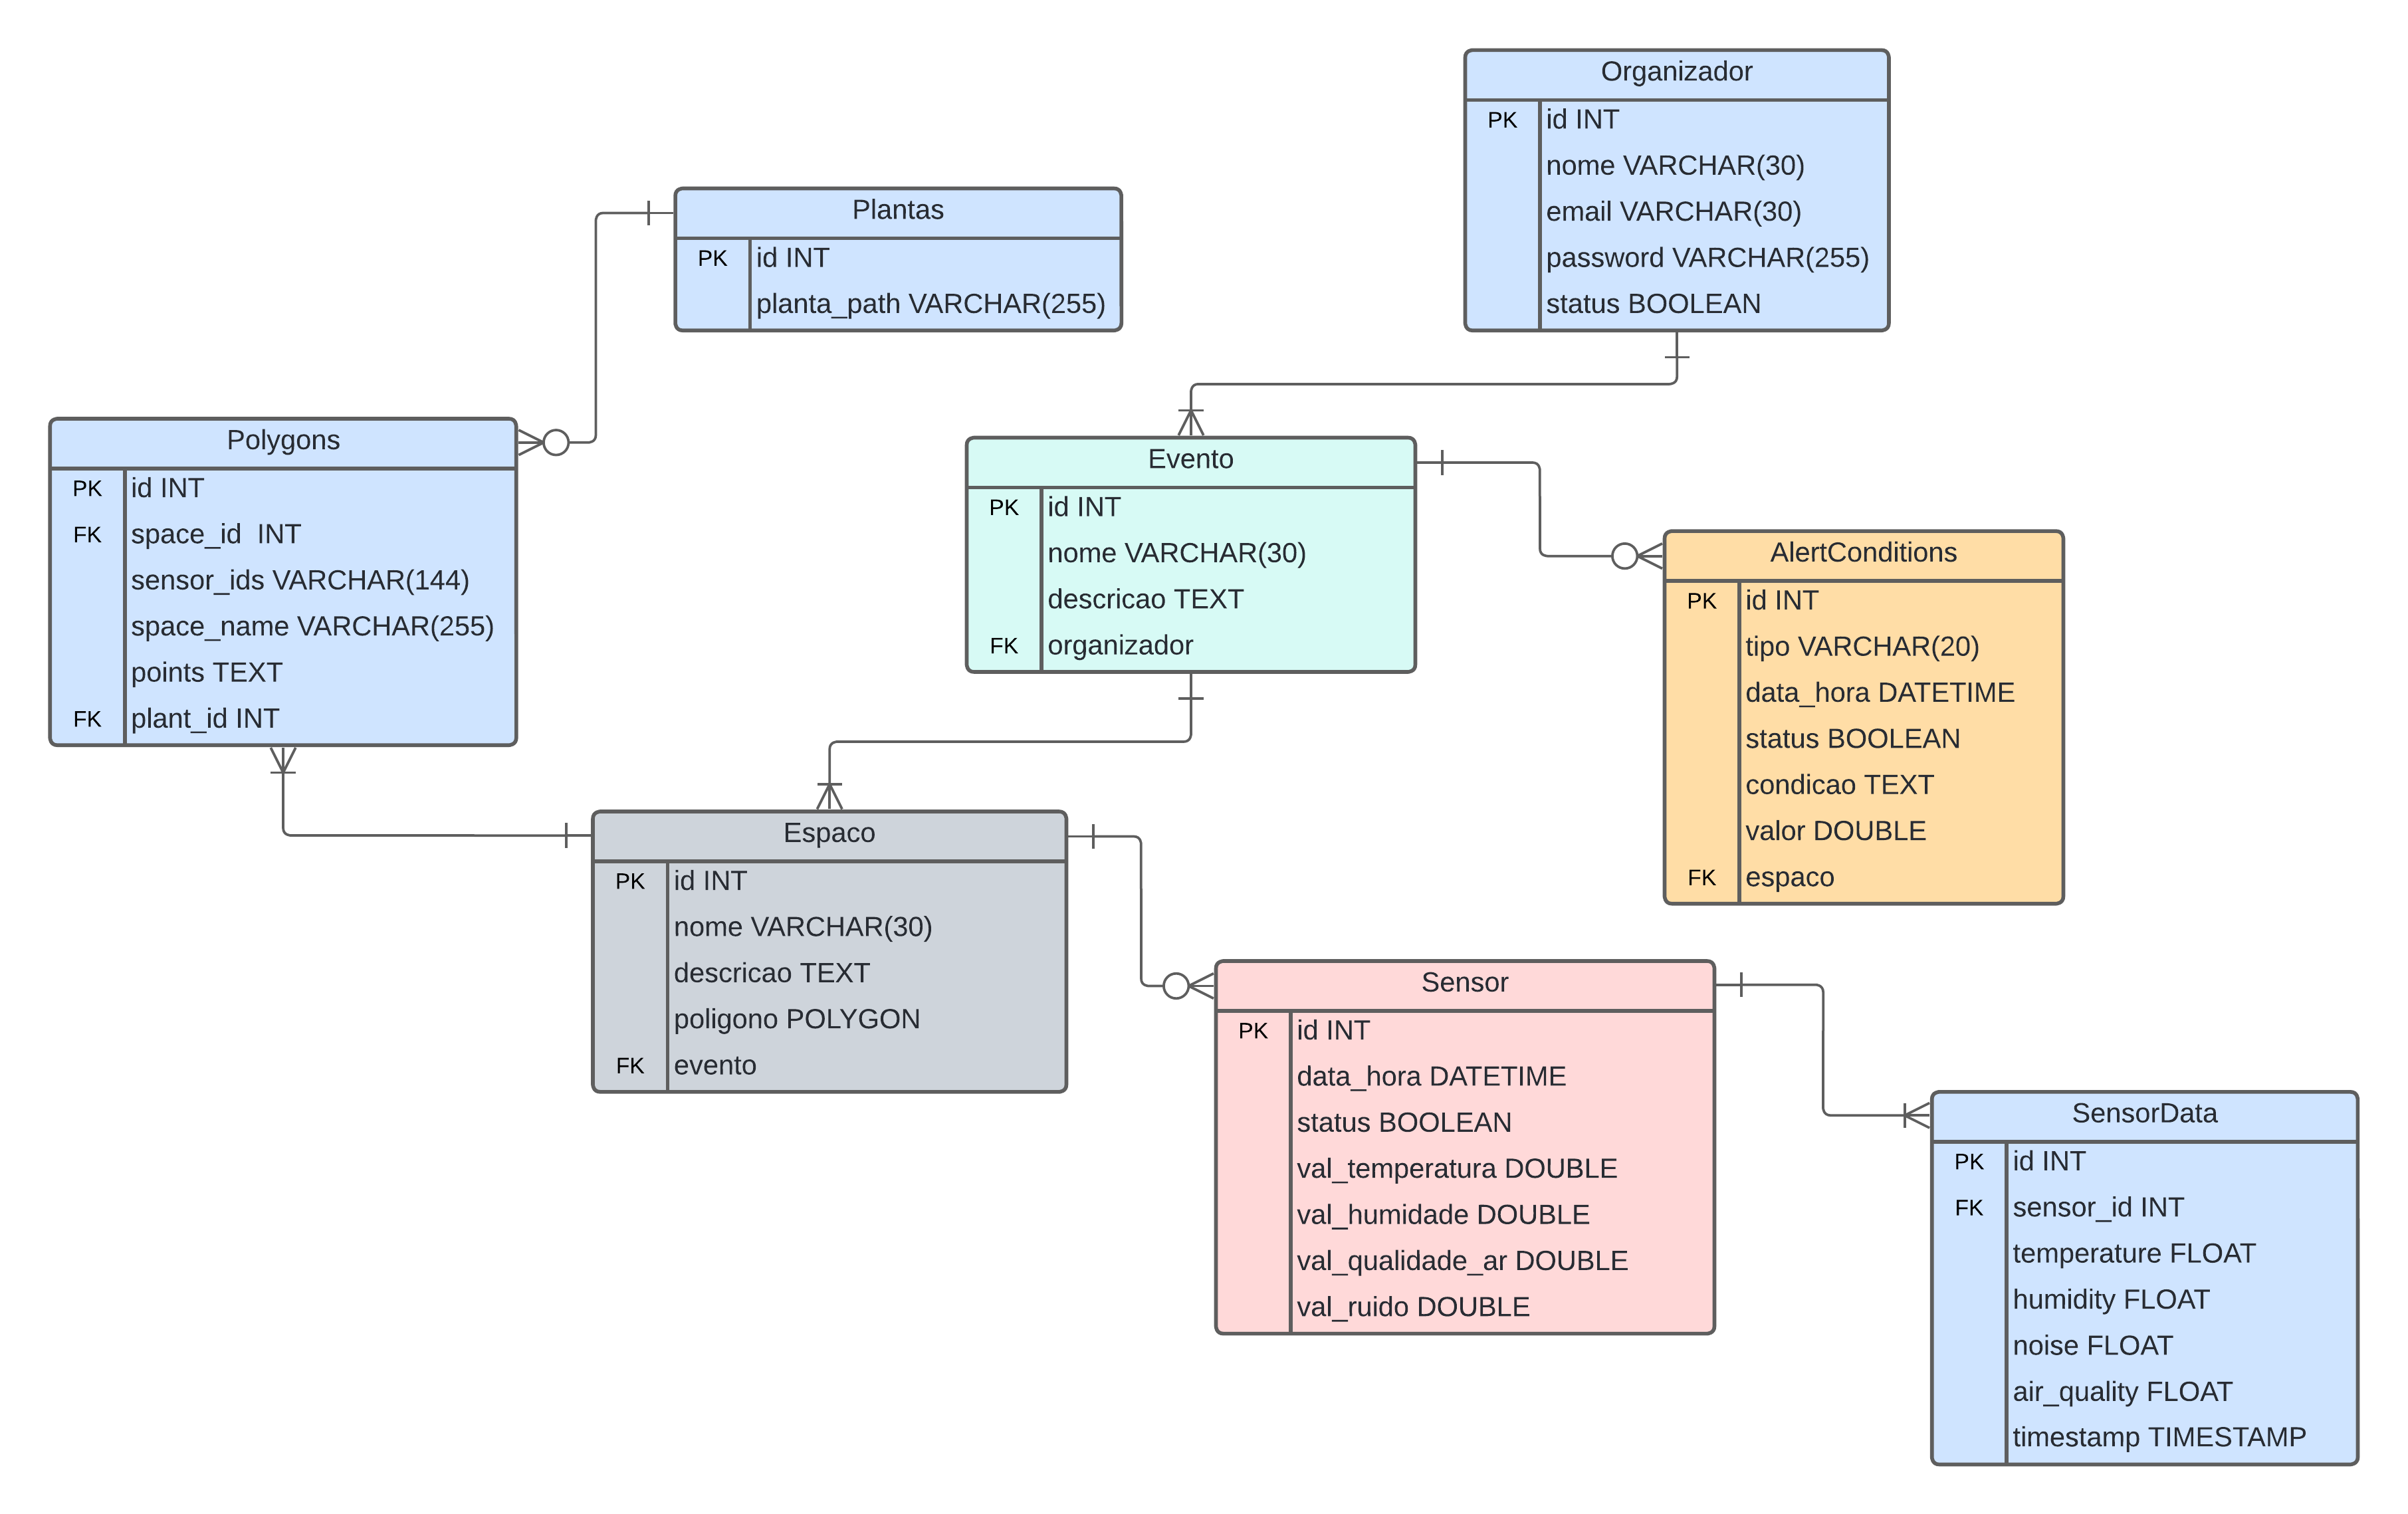 Organizador
PK id INT
nome VARCHAR(30)
email VARCHAR(30)
password VARCHAR(255)
status BOOLEAN
Plantas
PK id INT
planta_path VARCHAR(255)
Polygons
PK id INT
FK space_id INT
sensor_ids VARCHAR(144)
space_name VARCHAR(255)
points TEXT
FK plant_id INT
Evento
PK id INT
nome VARCHAR(30)
descricao TEXT
FK organizador
AlertConditions
PK id INT
tipo VARCHAR(20)
data_hora DATETIME
status BOOLEAN
condicao TEXT
valor DOUBLE
FK espaco
Espaco
PK id INT
nome VARCHAR(30)
descricao TEXT
poligono POLYGON
FK evento
Sensor
PK id INT
data_hora DATETIME
status BOOLEAN
val_temperatura DOUBLE
val_humidade DOUBLE
val_qualidade_ar DOUBLE
val_ruido DOUBLE
SensorData
PK id INT
FK sensor_id INT
temperature FLOAT
humidity FLOAT
noise FLOAT
air_quality FLOAT
timestamp TIMESTAMP